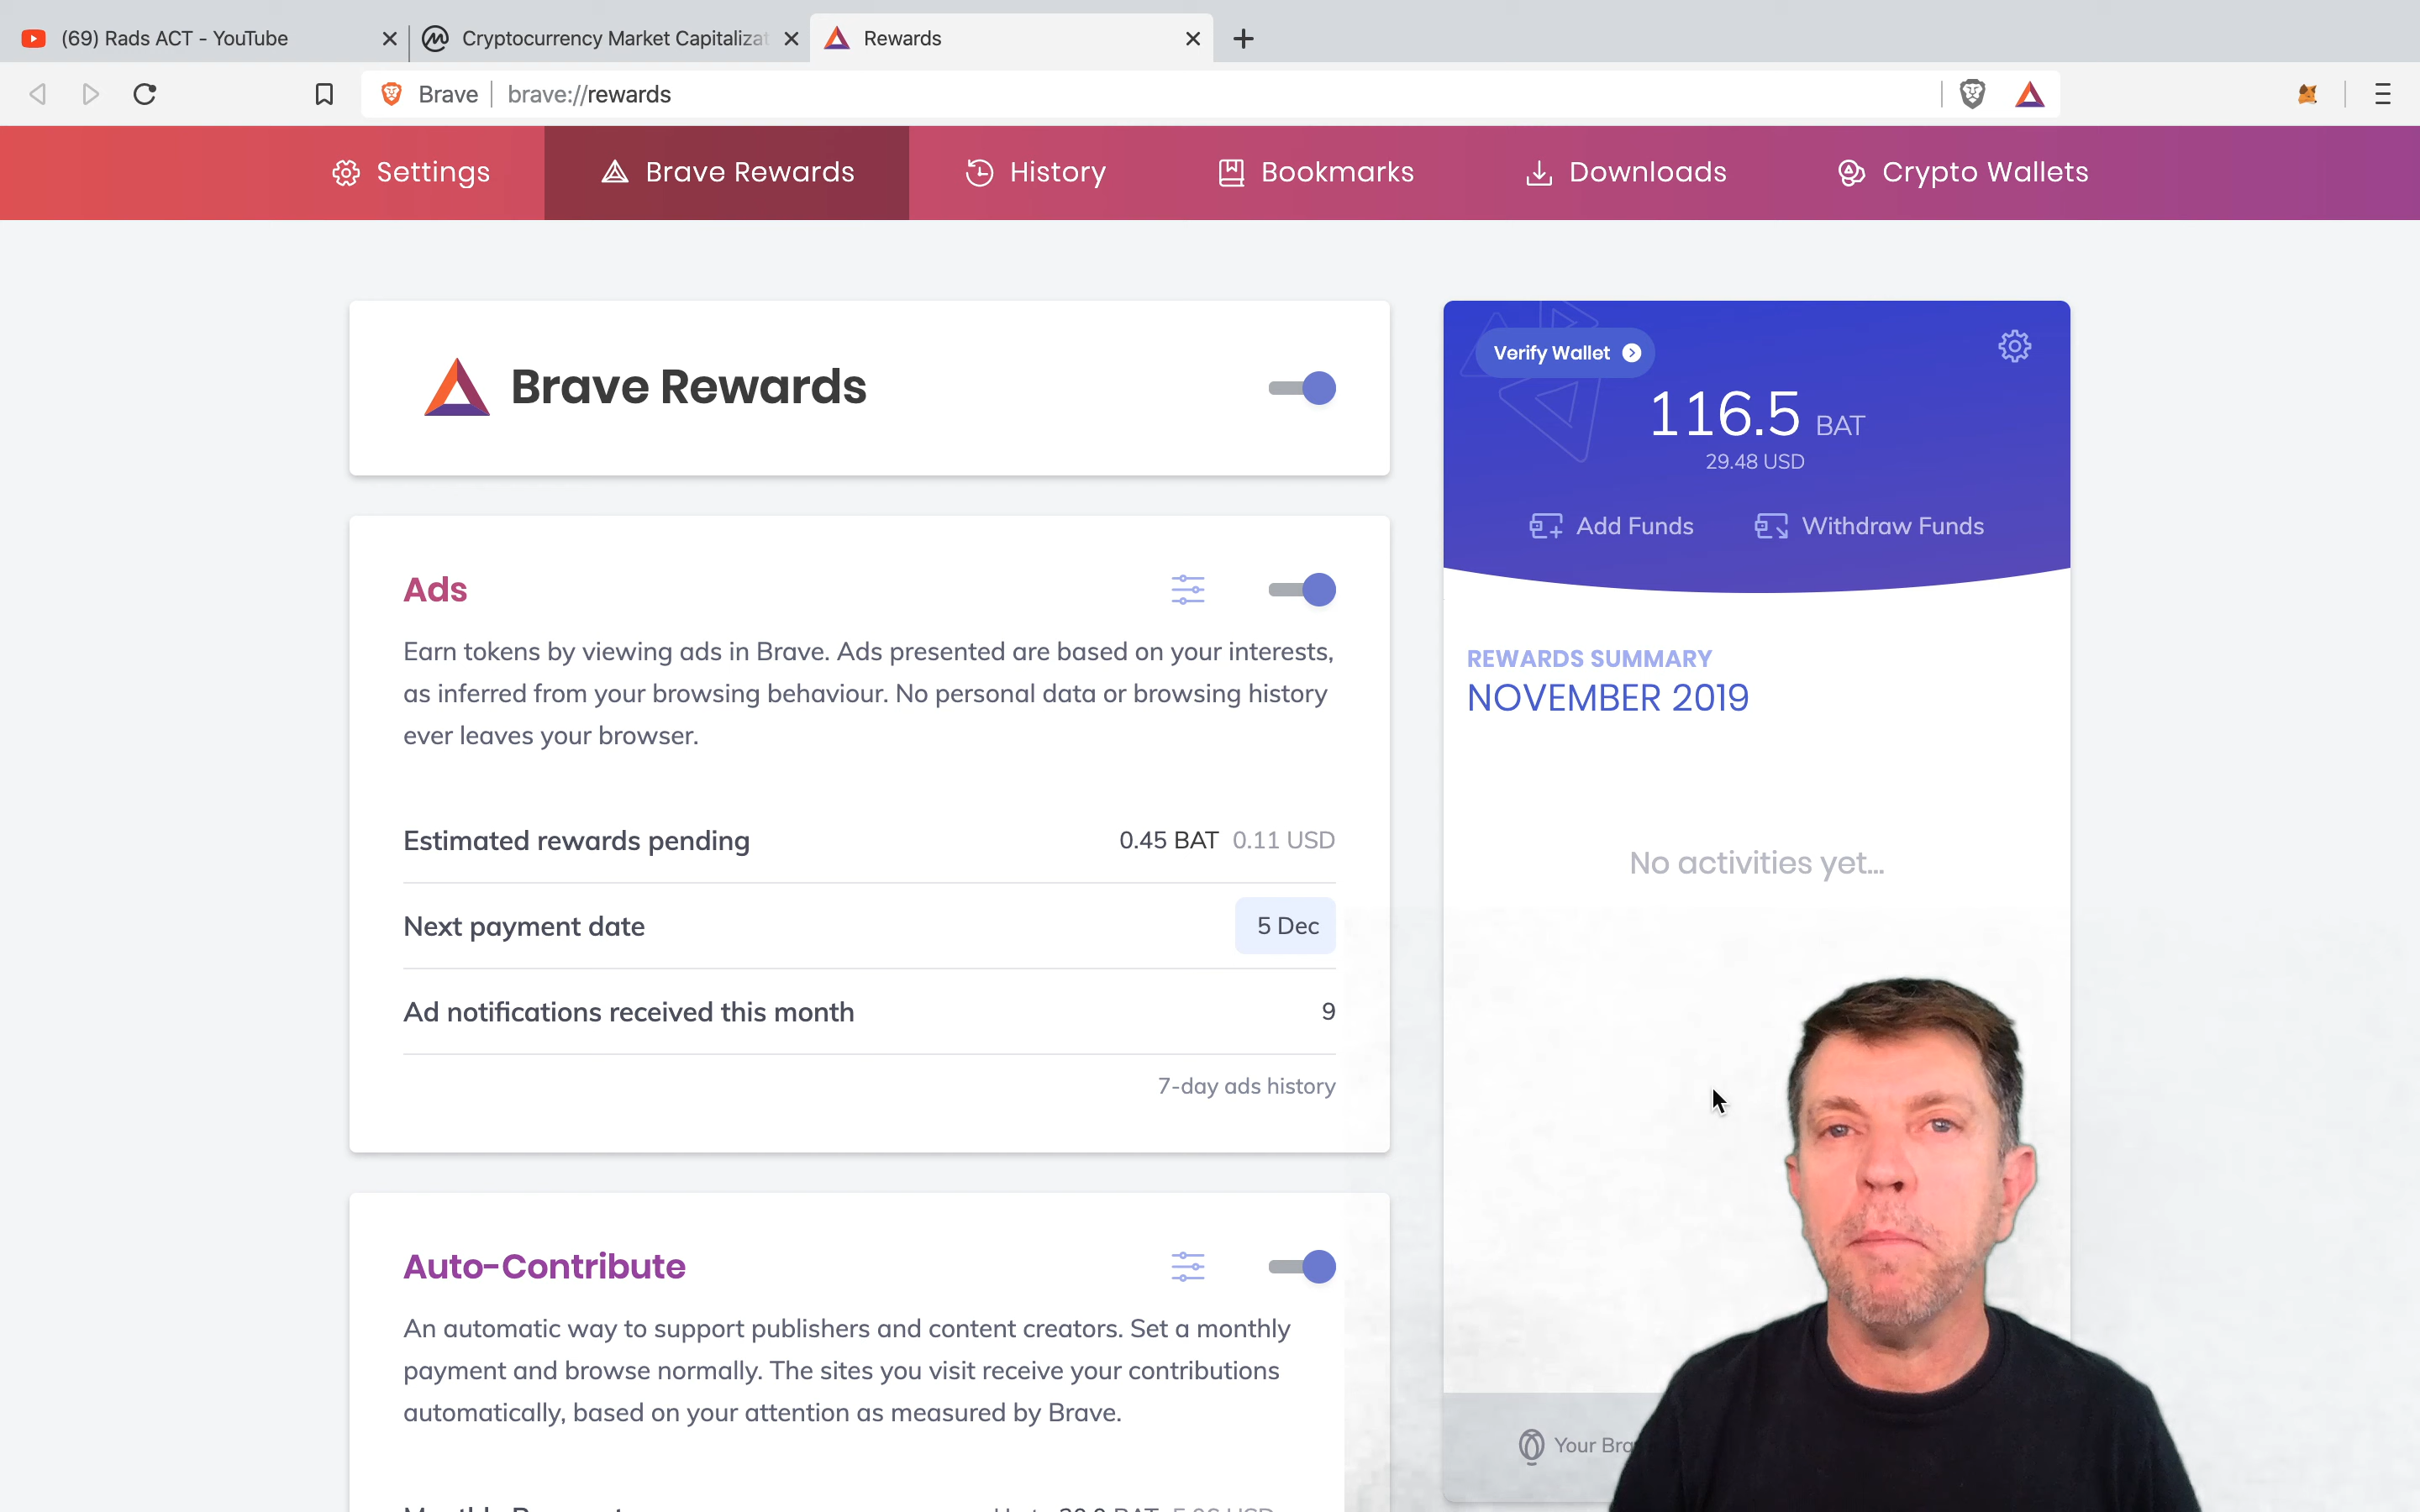 (69) Rads ACT - YouTube
Cryptocurrency Market Capitalizat
Rewards
Brave
brave://rewards
Settings
Brave Rewards
History
Bookmarks
Downloads
Crypto Wallets
Brave Rewards
Ads
Earn tokens by viewing ads in Brave. Ads presented are based on your interests,
as inferred from your browsing behaviour. No personal data or browsing history
ever leaves your browser.
Estimated rewards pending
0.45 BAT 0.11 USD
Next payment date
5 Dec
Ad notifications received this month
9
7-day ads history
Auto-Contribute
An automatic way to support publishers and content creators. Set a monthly
payment and browse normally. The sites you visit receive your contributions
automatically, based on your attention as measured by Brave.
Verify Wallet
116.5 BAT
29.48 USD
Add Funds
Withdraw Funds
REWARDS SUMMARY
NOVEMBER 2019
No activities yet...
Your Bra